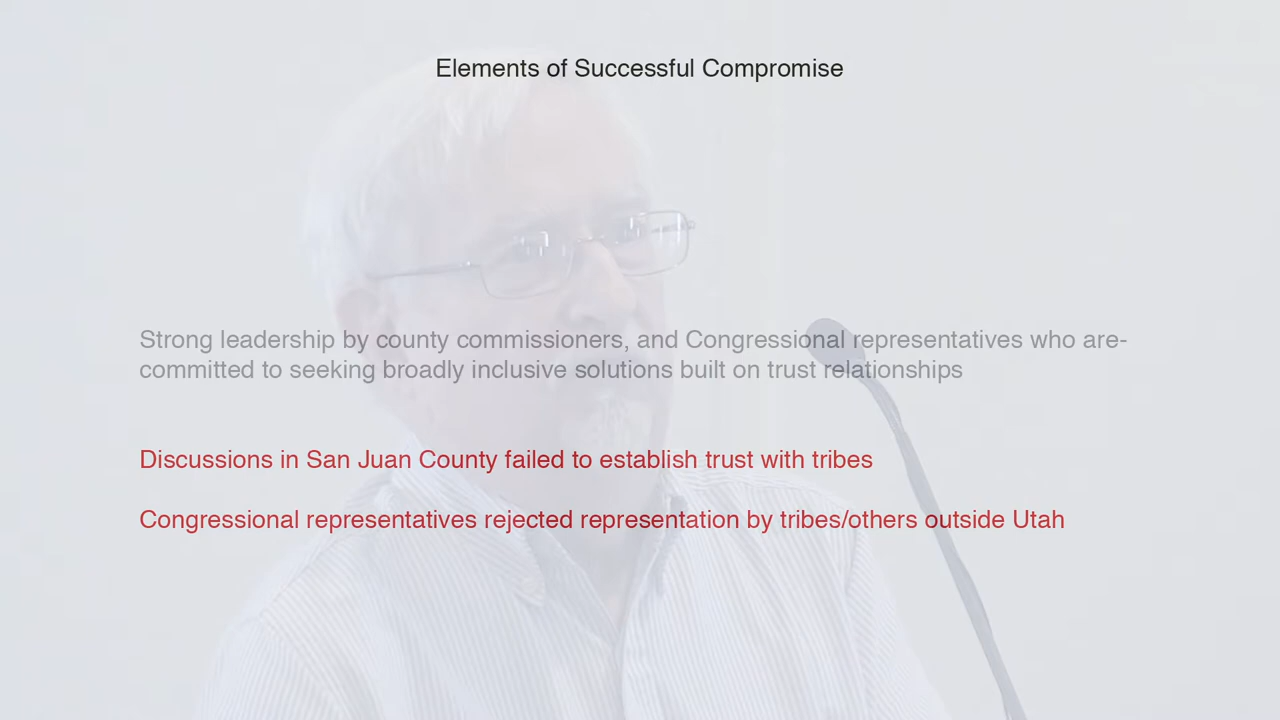 Elements of Successful Compromise
Strong leadership by county commissioners, and Congressional representatives who are-
committed to seeking broadly inclusive solutions built on trust relationships
Discussions in San Juan County failed to establish trust with tribes
Congressional representatives rejected representation by tribes/others outside Utah